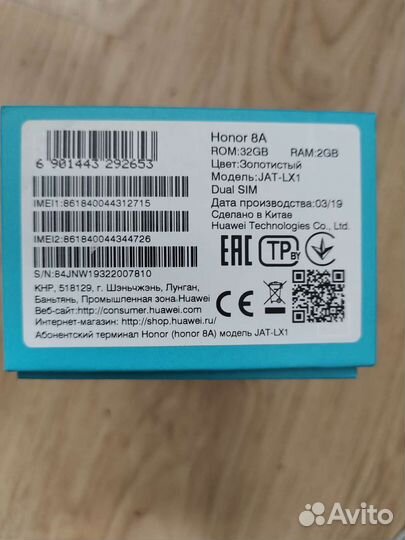 Honor 8A
ROM:32GB RAM:2GB
Цвет:Золотистый
Модель:JAT-LX1
Dual SIM
Дата производства:03/19
Сделано в Китае
Huawei Technologies Co., Ltd.
6 901443 292653
IMEI1:861840044312715
IMEI2:861840044344726
S/N:84JNW19322007810
EAC TP BY
КНР, 518129, г. Шэньчжэнь, Лунган,
Баньтянь, Промышленная зона Huawei
Веб-сайт:http://consumer.huawei.com
Интернет-магазин: http://shop.huawei.ru/
Абонентский терминал Honor (honor 8A) модель JAT-LX1
CE
Avito